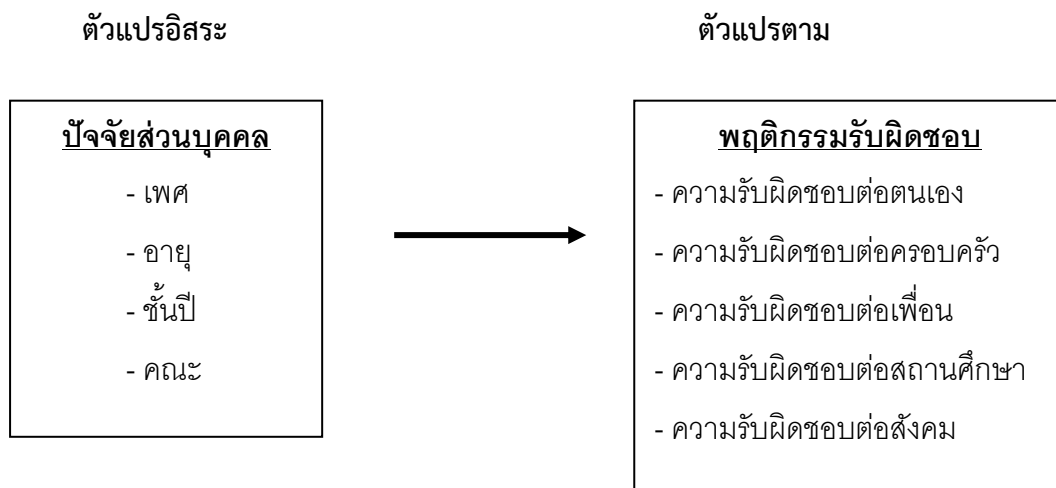 ตัวแปรอิสระ
ตัวแปรตาม
ปัจจัยส่วนบุคคล
- เพศ
- อายุ
- ชั้นปี
- คณะ
พฤติกรรมรับผิดชอบ
- ความรับผิดชอบต่อตนเอง
- ความรับผิดชอบต่อครอบครัว
- ความรับผิดชอบต่อเพื่อน
- ความรับผิดชอบต่อสถานศึกษา
- ความรับผิดชอบต่อสังคม